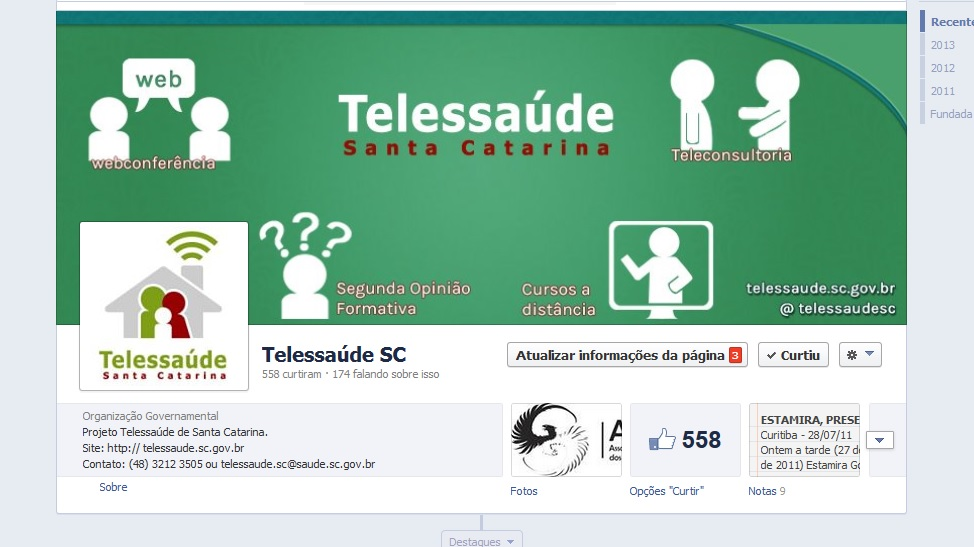 web
webconferência
Telessaúde
Santa Catarina
Teleconsultoria
Segunda Opinião
Formativa
Cursos a
distância
telessaude.sc.gov.br
@ telessaudesc
Telessaúde
Santa Catarina
Recente
2013
2012
2011
Fundada
Telessaúde SC
558 curtiram · 174 falando sobre isso
Atualizar informações da página 3
Curtiu
Organização Governamental
Projeto Telessaúde de Santa Catarina.
Site: http:// telessaude.sc.gov.br
Contato: (48) 3212 3505 ou telessaude.sc@saude.sc.gov.br
Sobre
A
Asso
dos
Fotos
558
Opções "Curtir"
ESTAMIRA, PRESE
Curitiba - 28/07/11
Ontem a tarde (27 de
de 2011) Estamira Go
Notas 9
Destaques